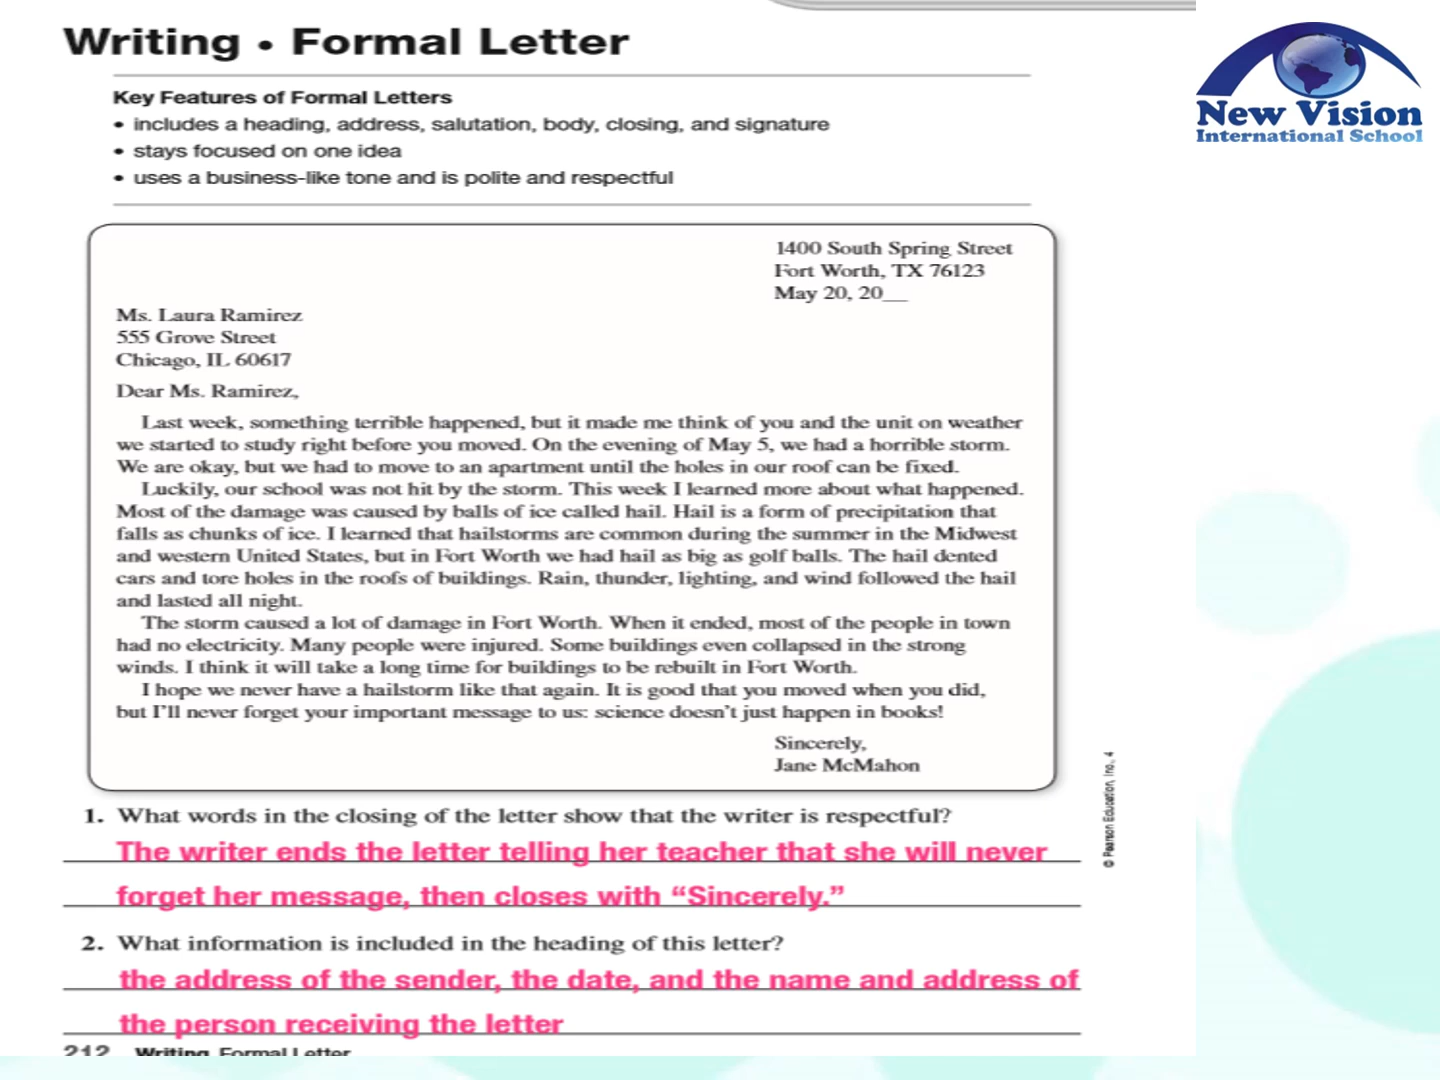 Writing • Formal Letter
New Vision
International School
Key Features of Formal Letters
• includes a heading, address, salutation, body, closing, and signature
• stays focused on one idea
• uses a business-like tone and is polite and respectful
1400 South Spring Street
Fort Worth, TX 76123
May 20, 20__
Ms. Laura Ramirez
555 Grove Street
Chicago, IL 60617
Dear Ms. Ramirez,
Last week, something terrible happened, but it made me think of you and the unit on weather
we started to study right before you moved. On the evening of May 5, we had a horrible storm.
We are okay, but we had to move to an apartment until the holes in our roof can be fixed.
Luckily, our school was not hit by the storm. This week I learned more about what happened.
Most of the damage was caused by balls of ice called hail. Hail is a form of precipitation that
falls as chunks of ice. I learned that hailstorms are common during the summer in the Midwest
and western United States, but in Fort Worth we had hail as big as golf balls. The hail dented
cars and tore holes in the roofs of buildings. Rain, thunder, lighting, and wind followed the hail
and lasted all night.
The storm caused a lot of damage in Fort Worth. When it ended, most of the people in town
had no electricity. Many people were injured. Some buildings even collapsed in the strong
winds. I think it will take a long time for buildings to be rebuilt in Fort Worth.
I hope we never have a hailstorm like that again. It is good that you moved when you did,
but I'll never forget your important message to us: science doesn't just happen in books!
Sincerely,
Jane McMahon
© Pearson Education, Inc., 4
1. What words in the closing of the letter show that the writer is respectful?
The writer ends the letter telling her teacher that she will never
forget her message, then closes with “Sincerely.”
2. What information is included in the heading of this letter?
the address of the sender, the date, and the name and address of
the person receiving the letter
212 Writing Formal Letter